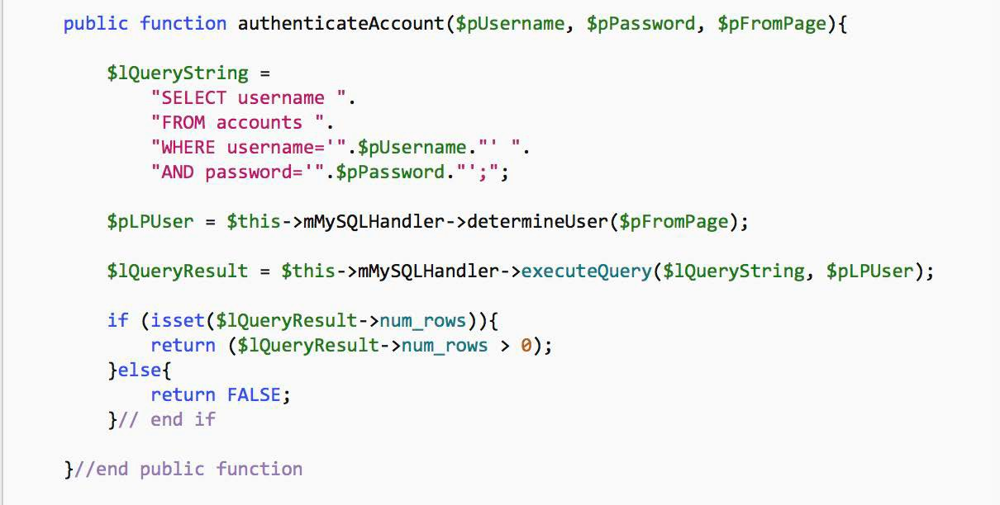 public function authenticateAccount($pUsername, $pPassword, $pFromPage){
$lQueryString =
"SELECT username ".
"FROM accounts ".
"WHERE username='".$pUsername."' ".
"AND password='".$pPassword."';";
$pLPUser = $this->mMySQLHandler->determineUser($pFromPage);
$lQueryResult = $this->mMySQLHandler->executeQuery($lQueryString, $pLPUser);
if (isset($lQueryResult->num_rows)){
return ($lQueryResult->num_rows > 0);
}else{
return FALSE;
}// end if
}//end public function